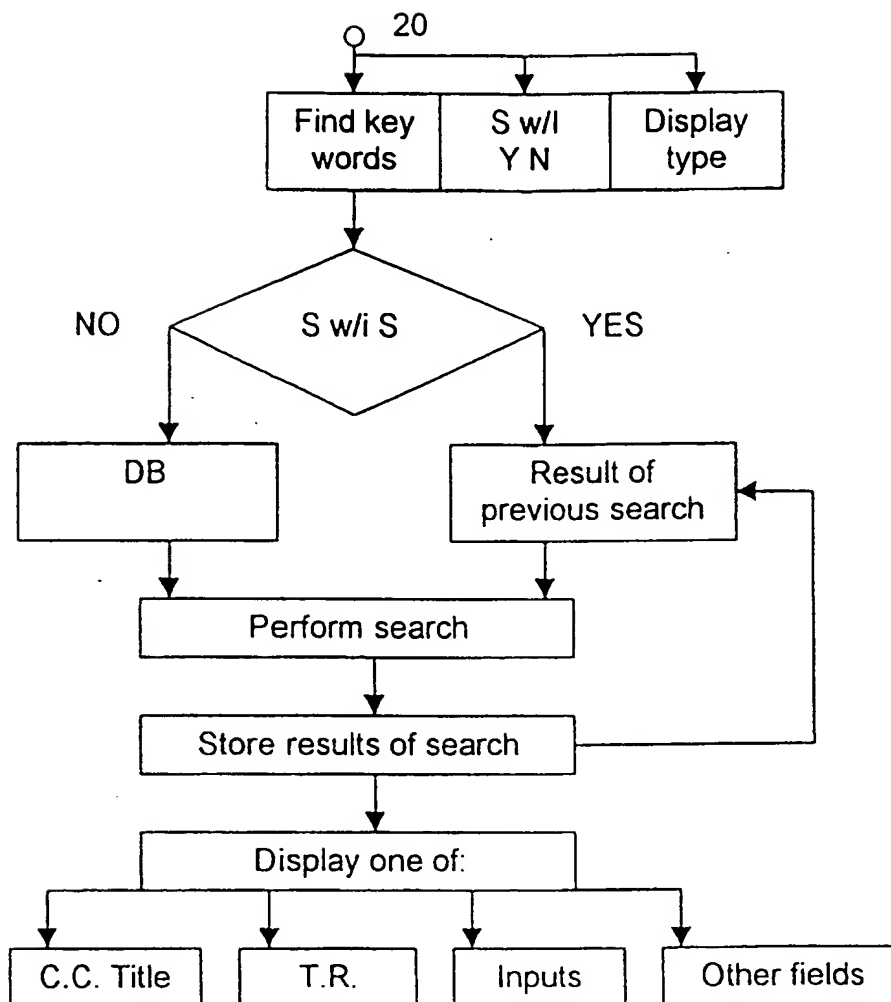 20
Find key
words
S w/I
Y N
Display
type
NO
S w/i S
YES
DB
Result of
previous search
Perform search
Store results of search
Display one of:
C.C. Title
T.R.
Inputs
Other fields